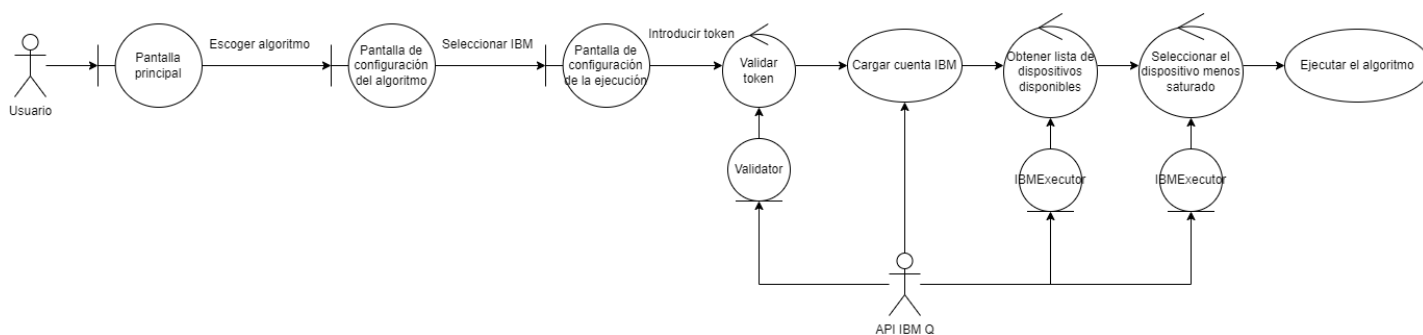 Usuario
Pantalla
principal
Escoger algoritmo
Pantalla de
configuración
del algoritmo
Seleccionar IBM
Pantalla de
configuración
de la ejecución
Introducir token
Validar
token
Cargar cuenta IBM
Obtener lista de
dispositivos
disponibles
Seleccionar el
dispositivo menos
saturado
Ejecutar el algoritmo
Validator
IBMExecutor
IBMExecutor
API IBM Q